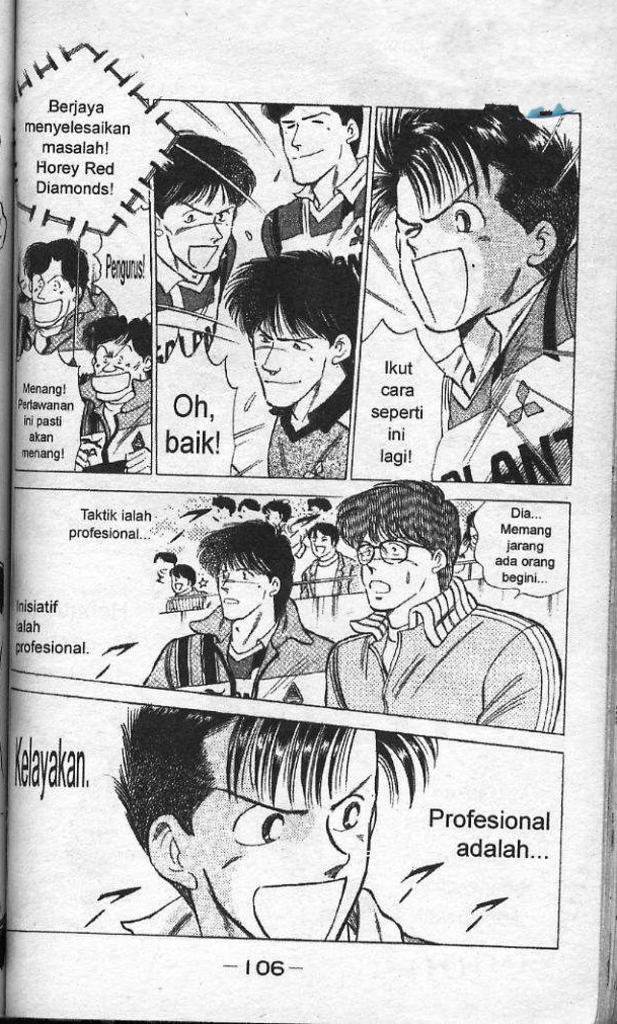 Ikut
cara
seperti
ini
lagi!
PLANT
Oh,
baik!
Berjaya
menyelesaikan
masalah!
Horey Red
Diamonds!
Pengurus!
Menang!
Perlawanan
ini pasti
akan
menang!
Dia...
Memang
jarang
ada orang
begini...
Taktik ialah
profesional...
Inisiatif
ialah
profesional.
Profesional
adalah...
Kelayakan.
—106—